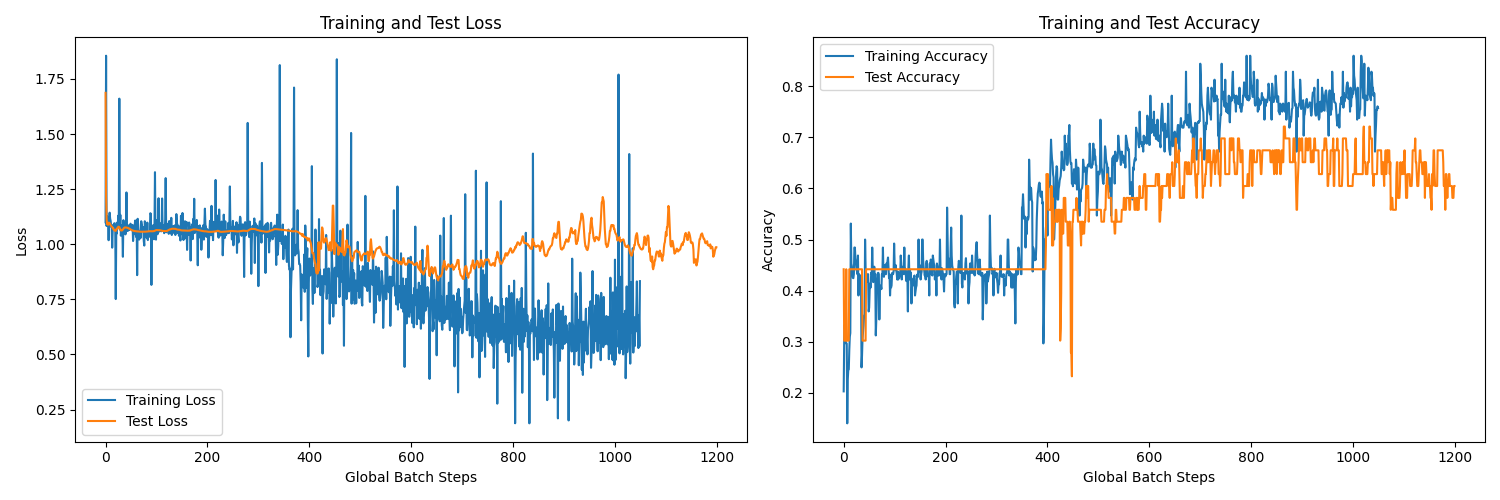 Training and Test Loss
1.75
1.50
1.25
1.00
0.75
0.50
0.25
Loss
Training Loss
Test Loss
0 200 400 600 800 1000 1200
Global Batch Steps
Training and Test Accuracy
Training Accuracy
Test Accuracy
0.8
0.7
0.6
0.5
0.4
0.3
0.2
Accuracy
0 200 400 600 800 1000 1200
Global Batch Steps